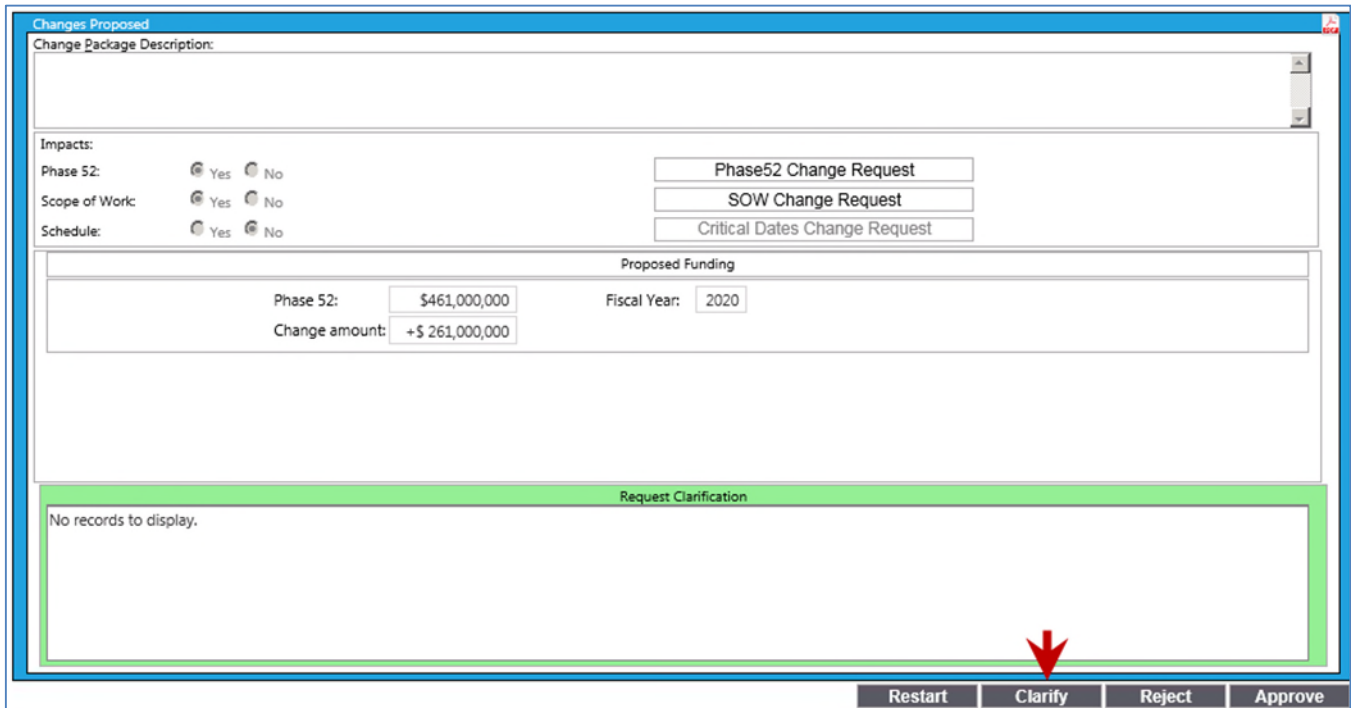 Changes Proposed
PDF
Change Package Description:
Impacts:
Phase 52: Yes No Phase52 Change Request
Scope of Work: Yes No SOW Change Request
Schedule: Yes No Critical Dates Change Request
Proposed Funding
Phase 52: $461,000,000 Fiscal Year: 2020
Change amount: +$ 261,000,000
Request Clarification
No records to display.
Restart Clarify Reject Approve